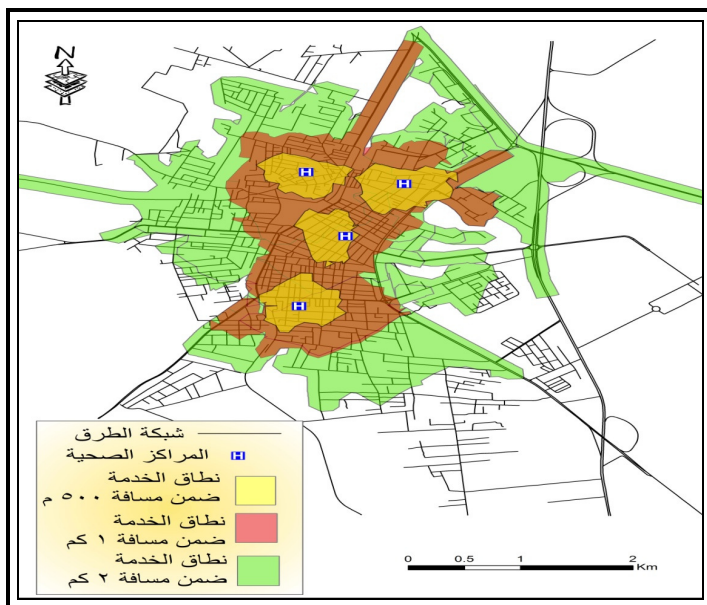 N
H
H
H
H
شبكة الطرق
المراكز الصحية H
نطاق الخدمة
ضمن مسافة ٥٠٠ م
نطاق الخدمة
ضمن مسافة ١ كم
نطاق الخدمة
ضمن مسافة ٢ كم
0 0.5 1 2
Km